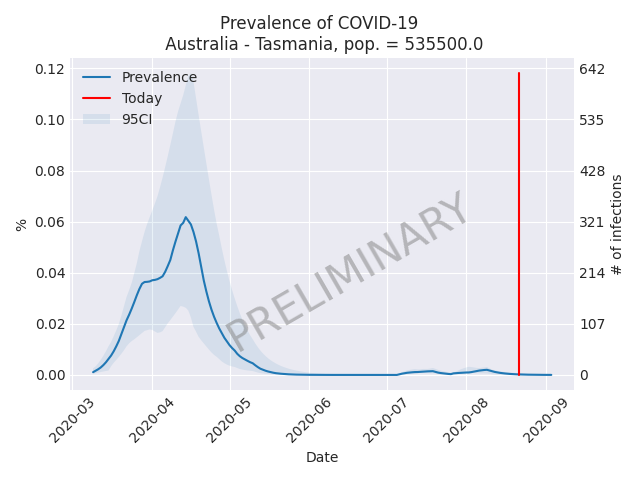 Prevalence of COVID-19
Australia - Tasmania, pop. = 535500.0
Prevalence
Today
95CI
PRELIMINARY
%
0.12
0.10
0.08
0.06
0.04
0.02
0.00
642
535
428
321
214
107
0
# of infections
2020-03
2020-04
2020-05
2020-06
2020-07
2020-08
2020-09
Date